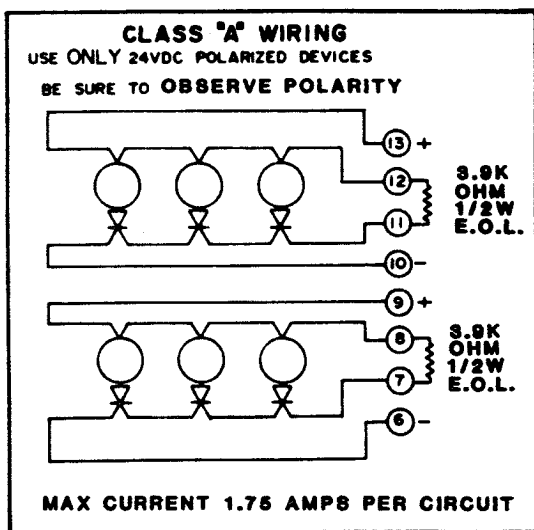 CLASS "A" WIRING
USE ONLY 24VDC POLARIZED DEVICES
BE SURE TO OBSERVE POLARITY
13 +
12
11
10 -
3.9K
OHM
1/2W
E.O.L.
9 +
8
7
6 -
3.9K
OHM
1/2W
E.O.L.
MAX CURRENT 1.75 AMPS PER CIRCUIT